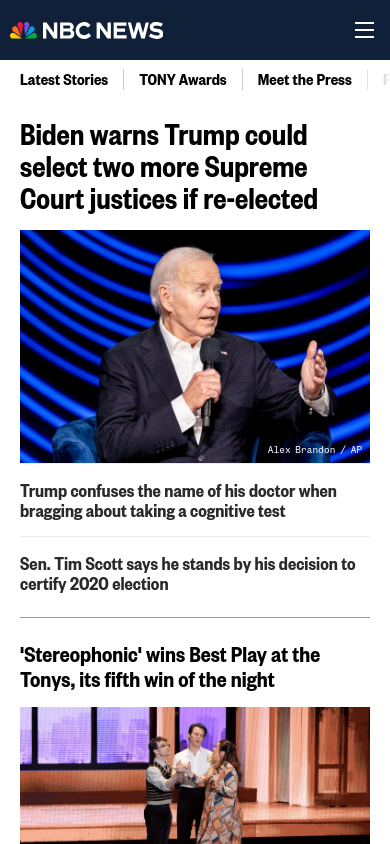 NBC NEWS
Latest Stories
TONY Awards
Meet the Press
Biden warns Trump could
select two more Supreme
Court justices if re-elected
Alex Brandon / AP
Trump confuses the name of his doctor when
bragging about taking a cognitive test
Sen. Tim Scott says he stands by his decision to
certify 2020 election
'Stereophonic' wins Best Play at the
Tonys, its fifth win of the night